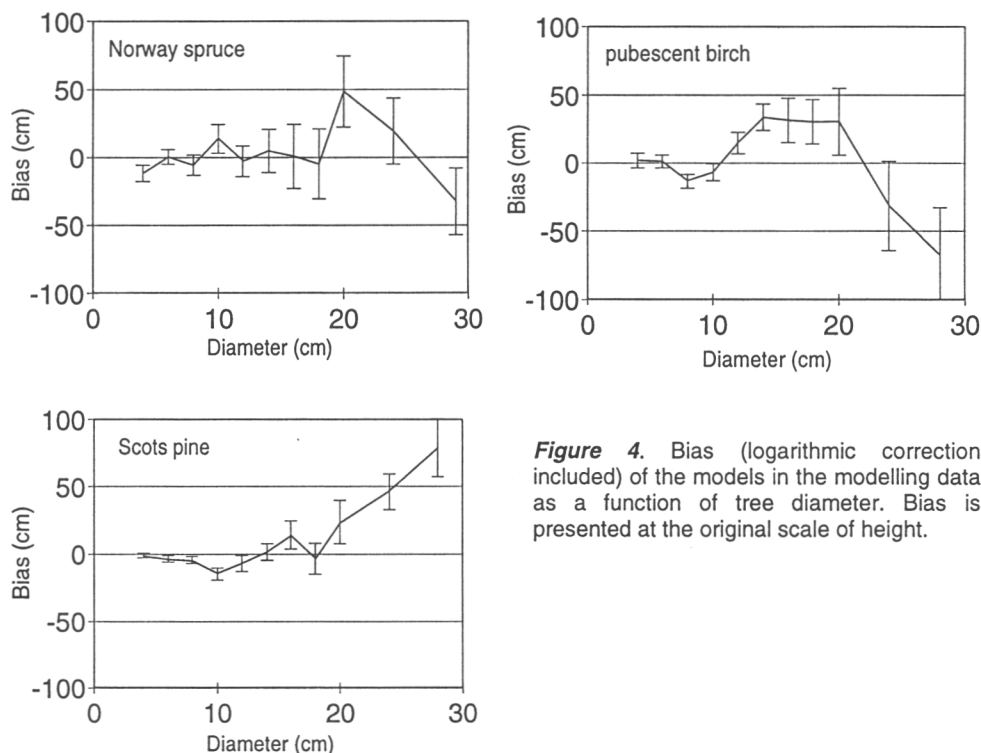 100
50
0
-50
-100
Bias (cm)
Norway spruce
0
10
20
30
Diameter (cm)
100
50
0
-50
-100
Bias (cm)
pubescent birch
0
10
20
30
Diameter (cm)
100
50
0
-50
-100
Bias (cm)
Scots pine
0
10
20
30
Diameter (cm)
Figure 4. Bias (logarithmic correction
included) of the models in the modelling data
as a function of tree diameter. Bias is
presented at the original scale of height.